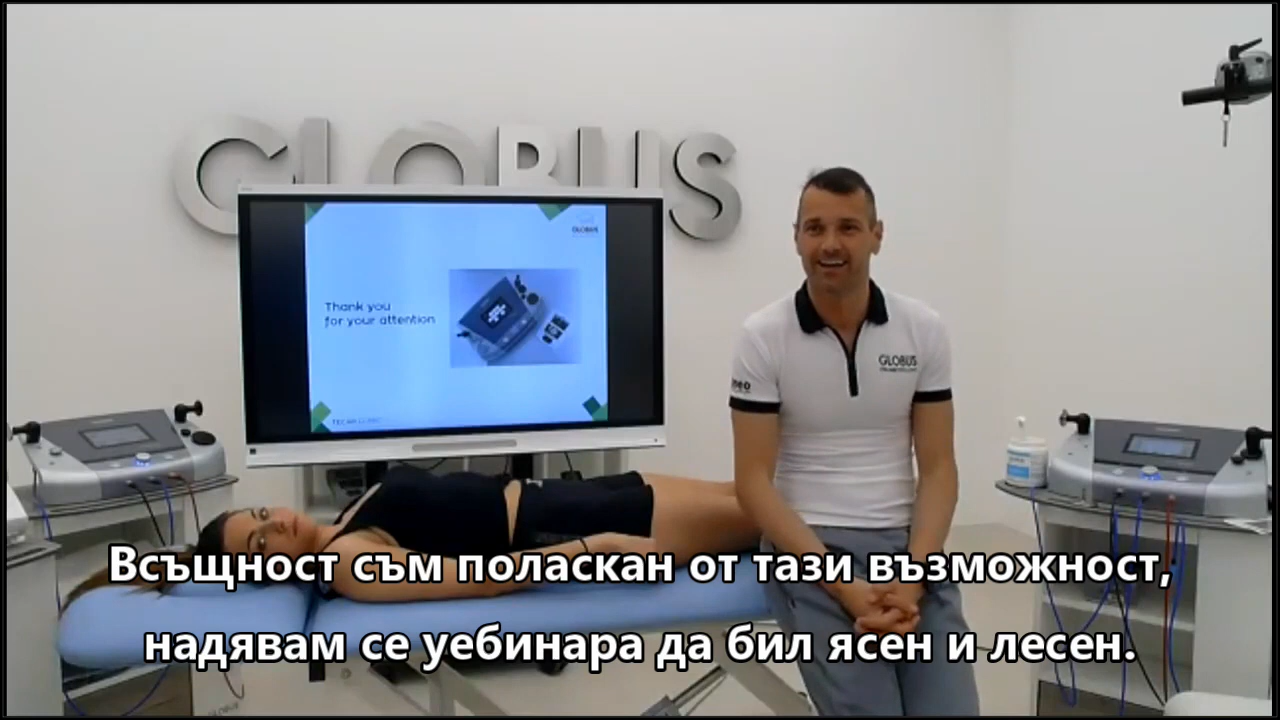 GLOBUS
GLOBUS
Thank you
for your attention
GLOBUS
Всъщност съм поласкан от тази възможност,
надявам се уебинара да бил ясен и лесен.
GLOBUS